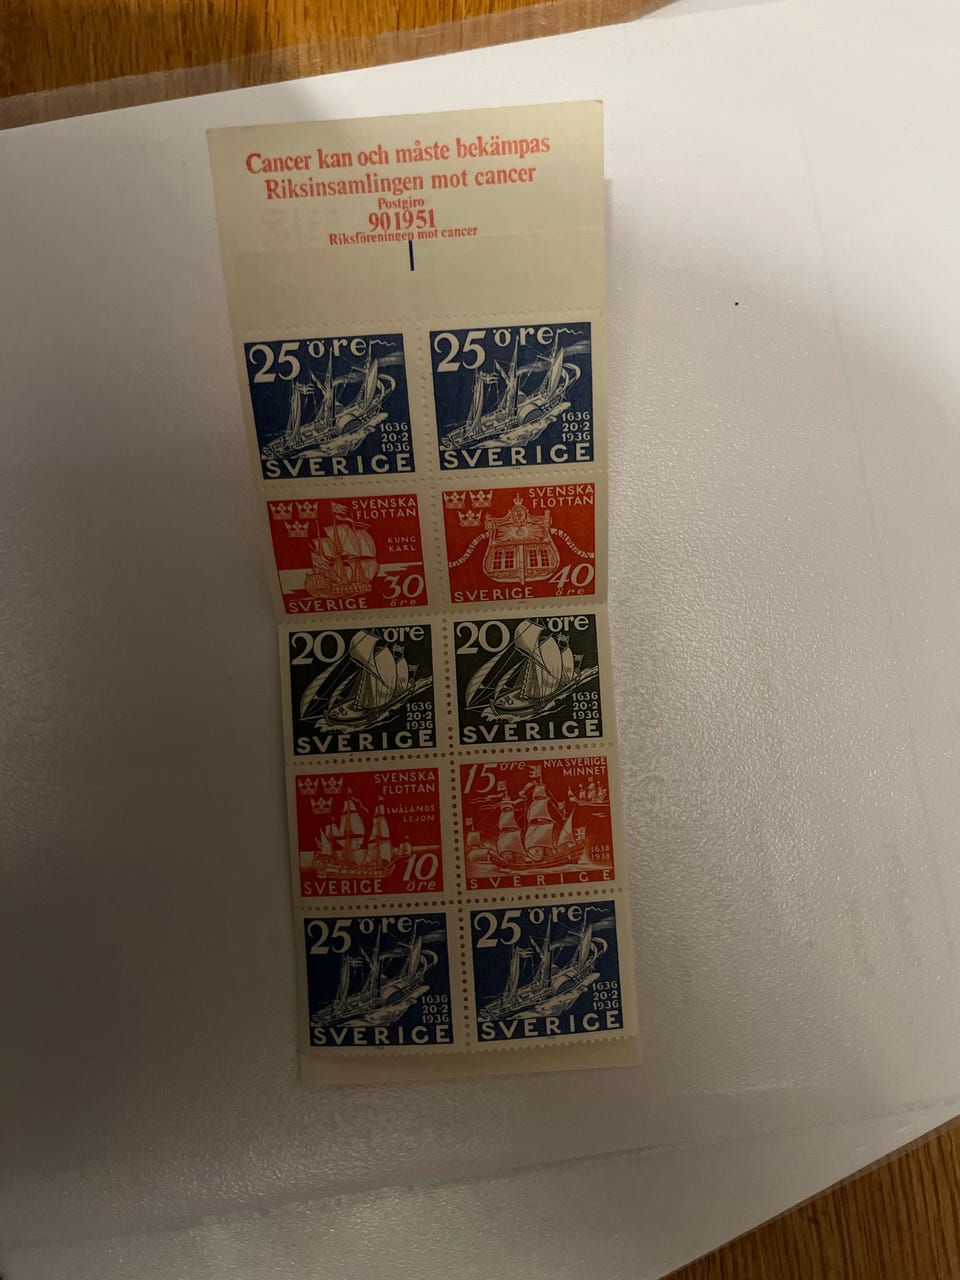 Cancer kan och måste bekämpas
Riksinsamlingen mot cancer
Postgiro
901951
Riksföreningen mot cancer
25 öre
1636
20·2
1936
SVERIGE
25 öre
1636
20·2
1936
SVERIGE
SVENSKA
FLOTTAN
KUNG
KARL
30
SVERIGE öre
SVENSKA
FLOTTAN
GUSTAF III:S AMPHION
40
SVERIGE öre
20 öre
1636
20·2
1936
SVERIGE
20 öre
1636
20·2
1936
SVERIGE
SVENSKA
FLOTTAN
SMÅLANDS
LEJON
10
SVERIGE öre
15 öre NYA SVERIGE
MINNET
1638
1938
SVERIGE
25 öre
1636
20·2
1936
SVERIGE
25 öre
1636
20·2
1936
SVERIGE